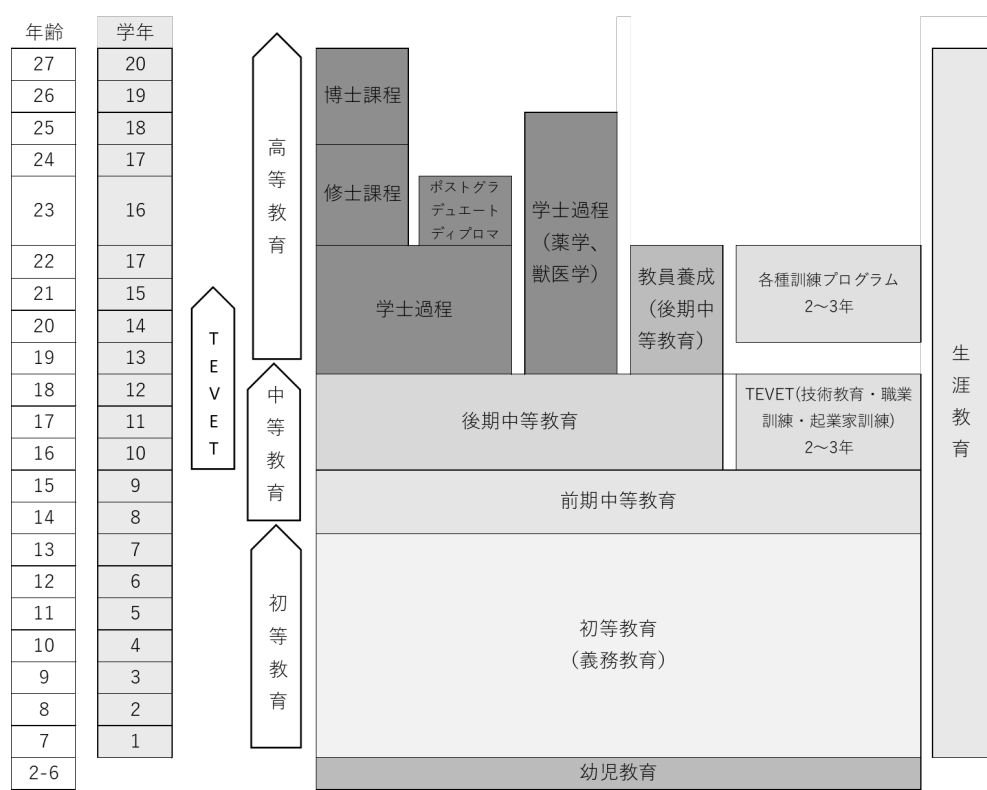 年齢
27
26
25
24
23
22
21
20
19
18
17
16
15
14
13
12
11
10
9
8
7
2-6
学年
20
19
18
17
16
17
15
14
13
12
11
10
9
8
7
6
5
4
3
2
1
TEVET
高等教育
中等教育
初等教育
博士課程
修士課程
ポストグラ
デュエート
ディプロマ
学士過程
学士過程
（薬学、
獣医学）
教員養成
（後期中
等教育）
各種訓練プログラム
2～3年
後期中等教育
TEVET(技術教育・職業
訓練・起業家訓練)
2～3年
前期中等教育
初等教育
（義務教育）
幼児教育
生涯教育